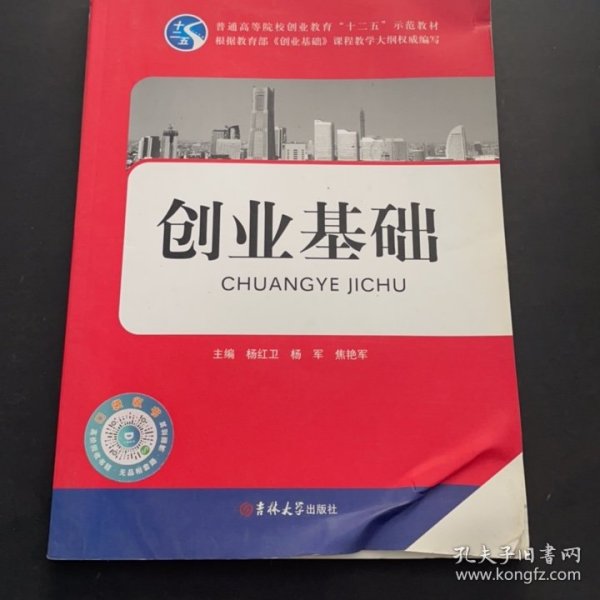 十二五
普通高等院校创业教育“十二五”示范教材
根据教育部《创业基础》课程教学大纲权威编写
创业基础
CHUANGYE JICHU
主编 杨红卫 杨 军 焦艳军
吉林大学出版社
孔夫子旧书网
www.kongfz.com